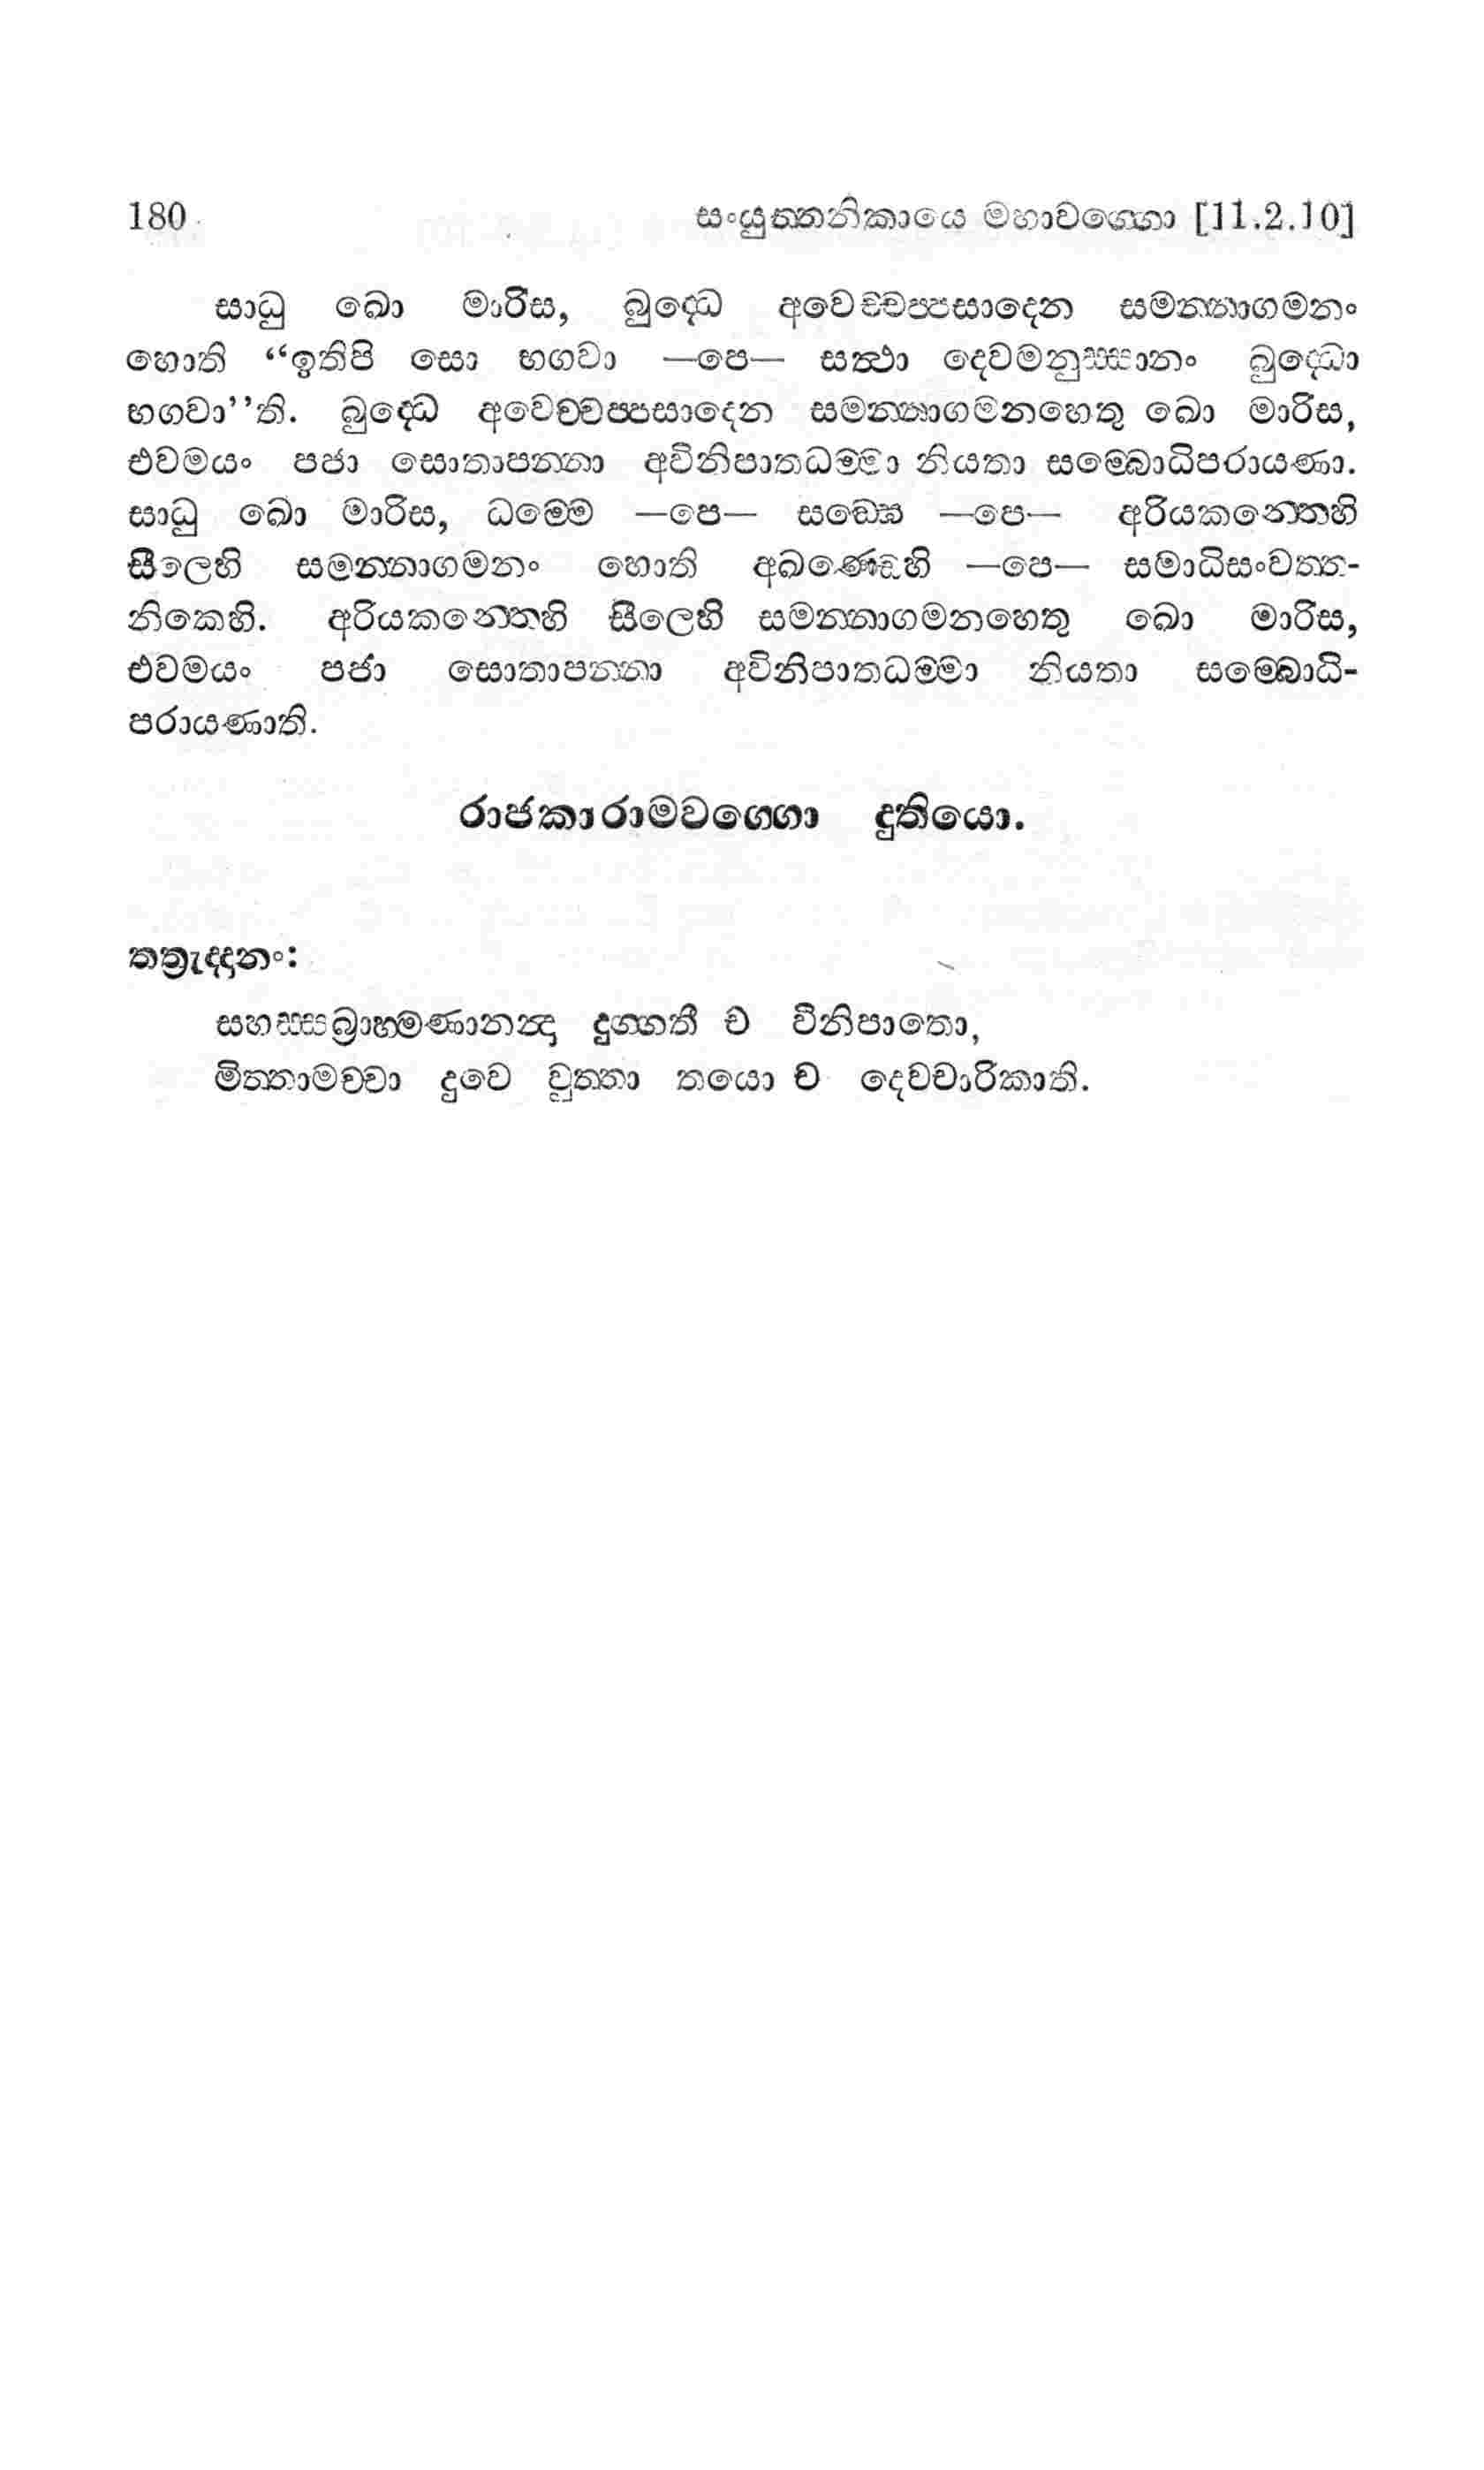 180 සංයුත්තනිකායෙ මහාවග්ගො [11.2.10]
සාධු ඛො මාරිස, බුද්ධෙ අවෙච්චප්පසාදෙන සමන්නාගමනං
හොති “ඉතිපි සො භගවා —පෙ— සත්ථා දෙවමනුස්සානං බුද්ධො
භගවා’’ති. බුද්ධෙ අවෙච්චප්පසාදෙන සමන්නාගමනහෙතු ඛො මාරිස,
එවමයං පජා සොතාපන්නා අවිනිපාතධම්මා නියතා සම්බොධිපරායණා.
සාධු ඛො මාරිස, ධම්මෙ —පෙ— සඞ්ඝෙ —පෙ— අරියකන්තෙහි
සීලෙහි සමන්නාගමනං හොති අඛණ්ඩෙහි —පෙ— සමාධිසංවත්ත-
නිකෙහි. අරියකන්තෙහි සීලෙහි සමන්නාගමනහෙතු ඛො මාරිස,
එවමයං පජා සොතාපන්නා අවිනිපාතධම්මා නියතා සම්බොධි-
පරායණාති.
රාජකාරාමවග්ගො දුතියො.
තත්‍රැද්දානං:
සහස්සබ්‍රාහ්මණානන්ද දුග්ගතී ච විනිපාතො,
මිත්තාමච්චා දුවෙ වුත්තා තයො ච දෙවචාරිකාති.